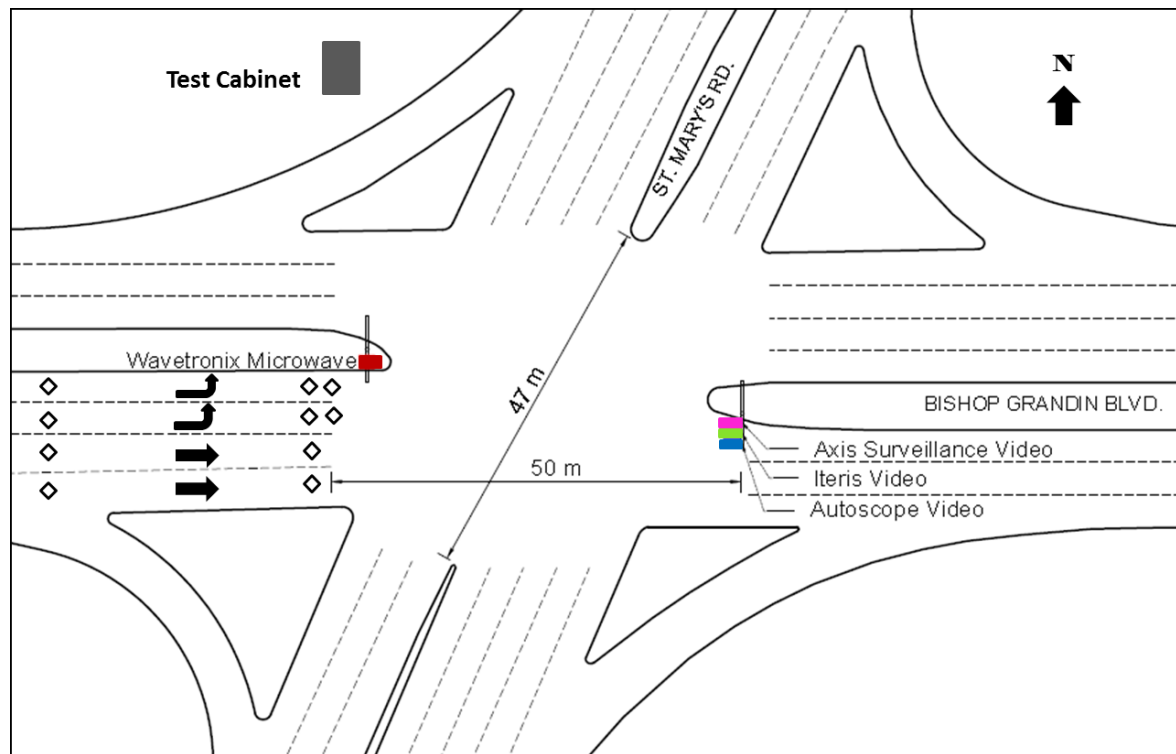 Test Cabinet
N
ST. MARY'S RD.
Wavetronix Microwave
47 m
BISHOP GRANDIN BLVD.
Axis Surveillance Video
50 m
Iteris Video
Autoscope Video